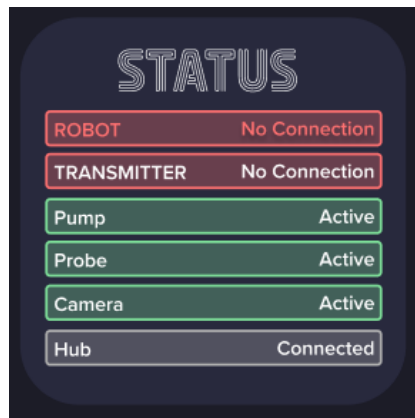 STATUS
ROBOT No Connection
TRANSMITTER No Connection
Pump Active
Probe Active
Camera Active
Hub Connected